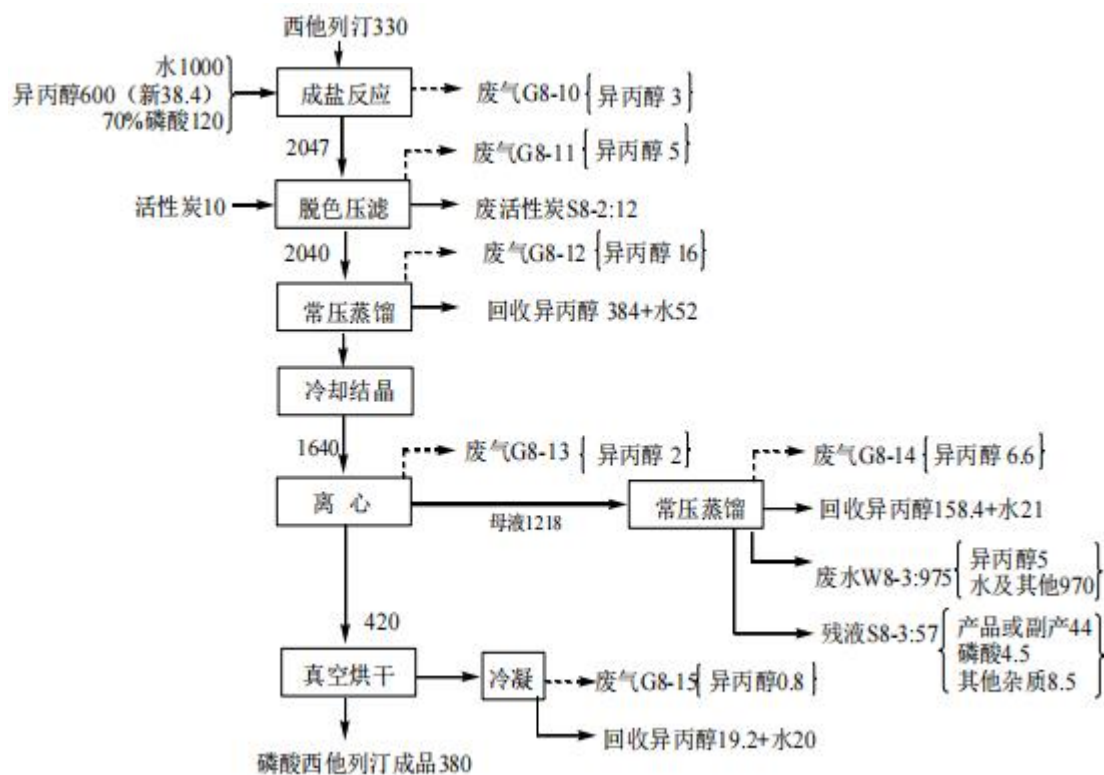 西他列汀330
水1000
异丙醇600（新38.4）
70%磷酸120
成盐反应
废气G8-10 异丙醇 3
2047
废气G8-11 异丙醇 5
活性炭10
脱色压滤
废活性炭S8-2:12
2040
废气G8-12 异丙醇 16
常压蒸馏
回收异丙醇 384+水52
冷却结晶
1640
废气G8-13 异丙醇 2
废气G8-14 异丙醇 6.6
离 心
母液1218
常压蒸馏
回收异丙醇158.4+水21
废水W8-3:975
异丙醇5
水及其他970
420
残液S8-3:57
产品或副产44
磷酸4.5
其他杂质8.5
真空烘干
冷凝
废气G8-15 异丙醇0.8
回收异丙醇19.2+水20
磷酸西他列汀成品380